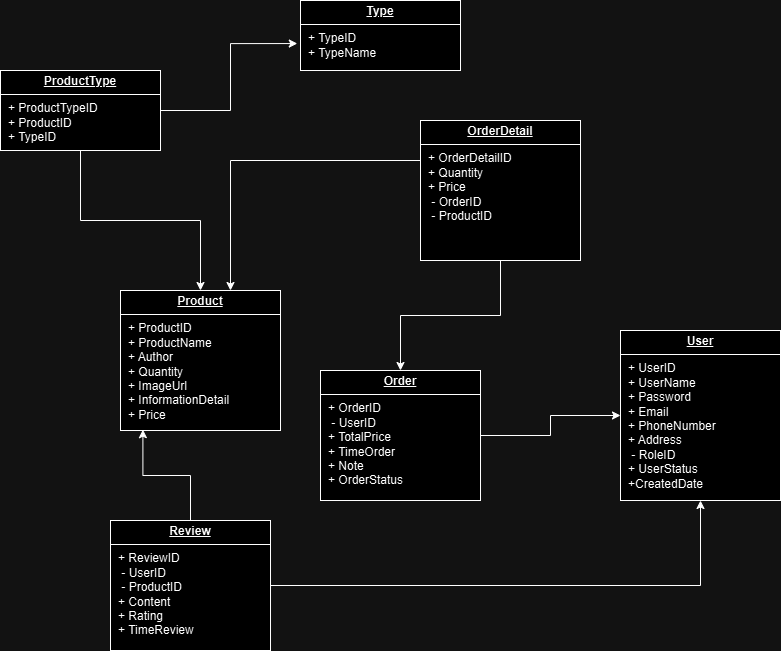 Type
+ TypeID
+ TypeName
ProductType
+ ProductTypeID
+ ProductID
+ TypeID
OrderDetail
+ OrderDetailID
+ Quantity
+ Price
- OrderID
- ProductID
Product
+ ProductID
+ ProductName
+ Author
+ Quantity
+ ImageUrl
+ InformationDetail
+ Price
Order
+ OrderID
- UserID
+ TotalPrice
+ TimeOrder
+ Note
+ OrderStatus
User
+ UserID
+ UserName
+ Password
+ Email
+ PhoneNumber
+ Address
- RoleID
+ UserStatus
+CreatedDate
Review
+ ReviewID
- UserID
- ProductID
+ Content
+ Rating
+ TimeReview